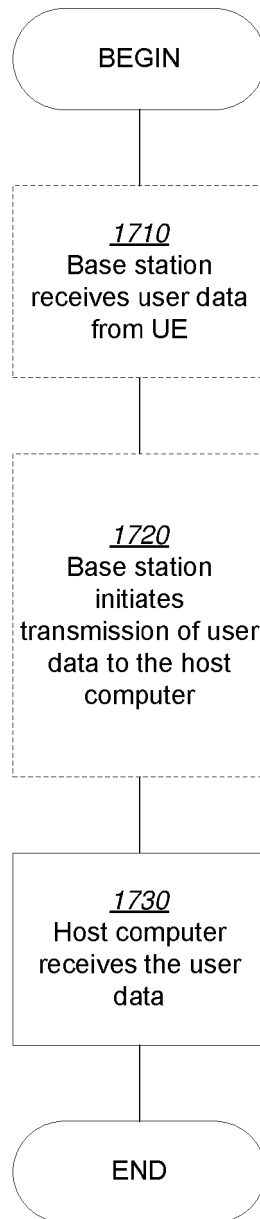 BEGIN
1710
Base station
receives user data
from UE
1720
Base station
initiates
transmission of user
data to the host
computer
1730
Host computer
receives the user
data
END